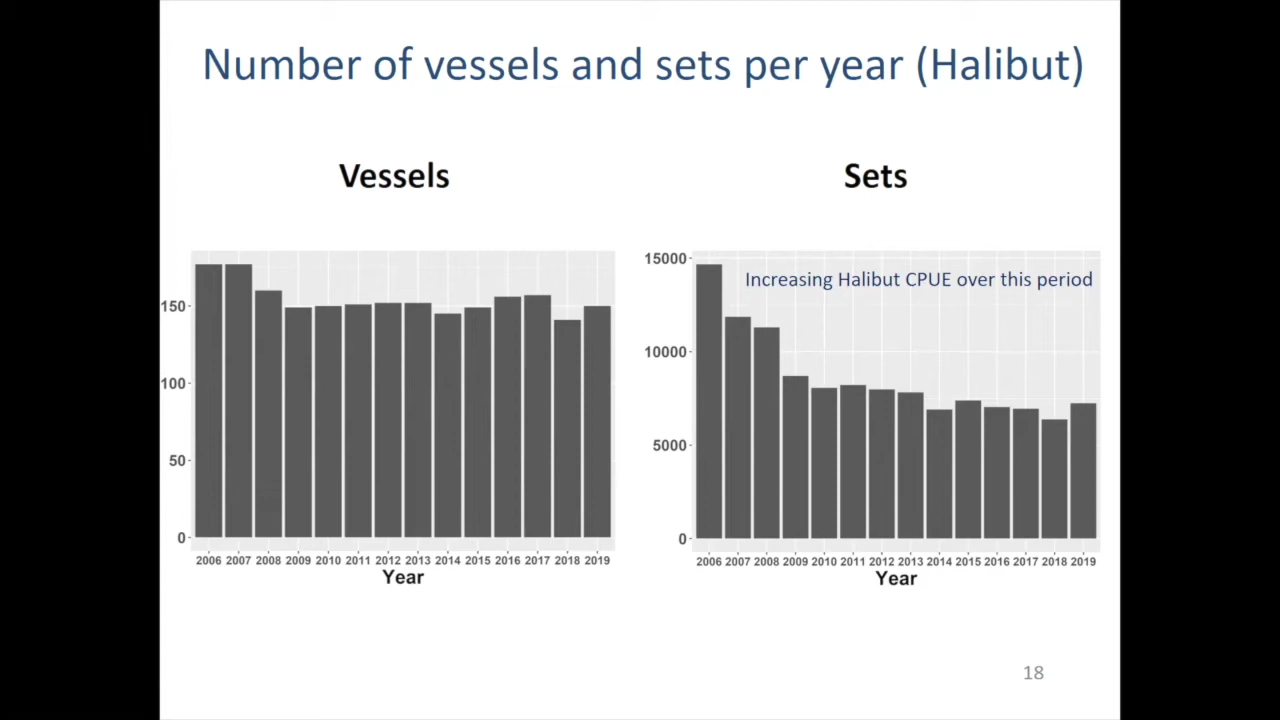 Number of vessels and sets per year (Halibut)
Vessels
150
100
50
0
2006 2007 2008 2009 2010 2011 2012 2013 2014 2015 2016 2017 2018 2019
Year
Sets
15000
Increasing Halibut CPUE over this period
10000
5000
0
2006 2007 2008 2009 2010 2011 2012 2013 2014 2015 2016 2017 2018 2019
Year
18